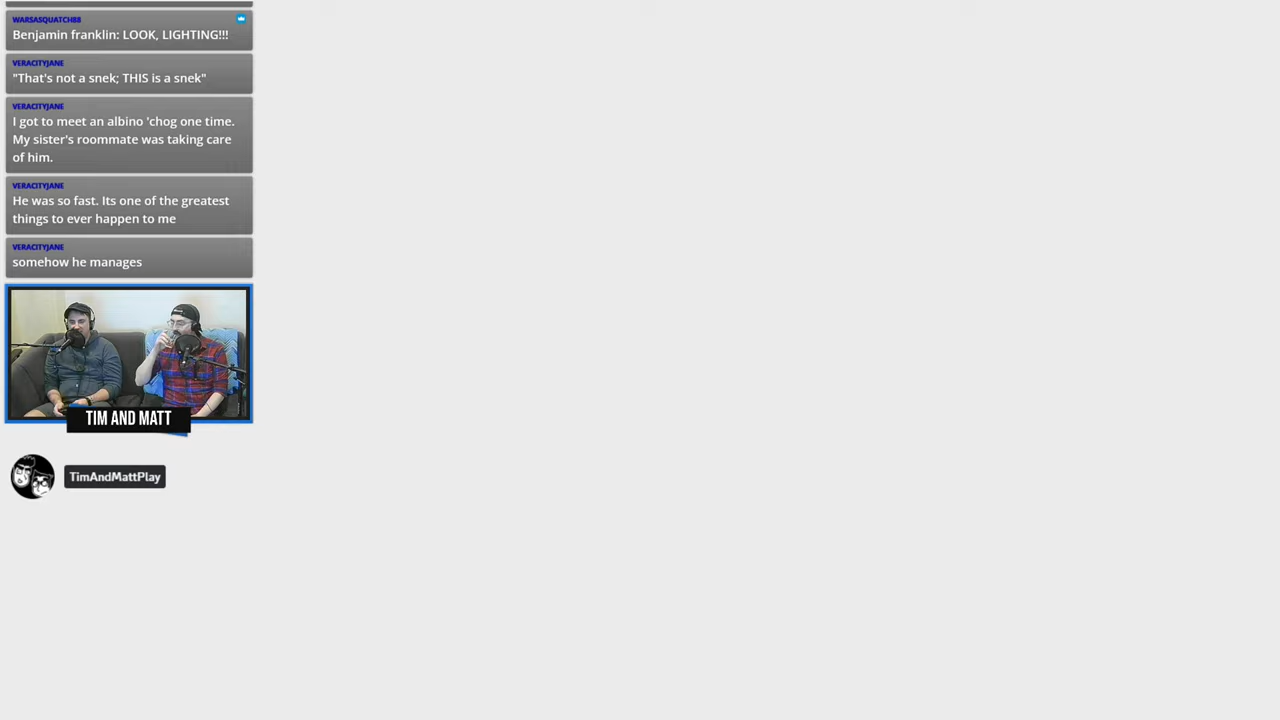 WARSASQUATCH88
Benjamin franklin: LOOK, LIGHTING!!!
VERACITYJANE
"That's not a snek; THIS is a snek"
VERACITYJANE
I got to meet an albino 'chog one time.
My sister's roommate was taking care
of him.
VERACITYJANE
He was so fast. Its one of the greatest
things to ever happen to me
VERACITYJANE
somehow he manages
TIM AND MATT
TimAndMattPlay